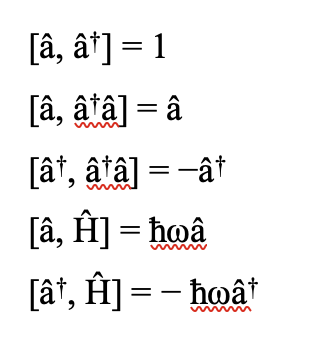 [â, â†] = 1
[â, â†â] = â
[â†, â†â] = −â†
[â, Ĥ] = ħωâ
[â†, Ĥ] = − ħωâ†